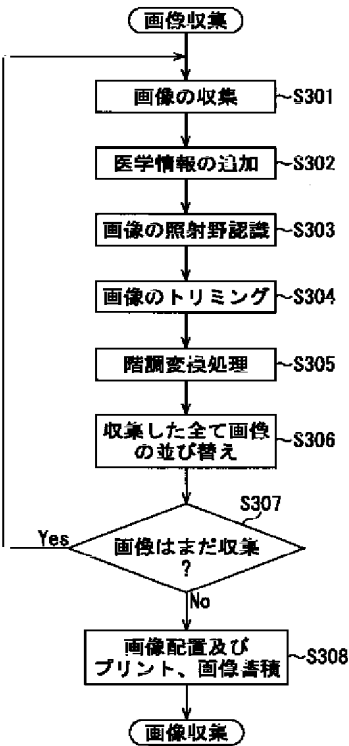 画像収集
画像の収集
S301
医学情報の追加
S302
画像の照射野認識
S303
画像のトリミング
S304
階調変換処理
S305
収集した全て画像
の並び替え
S306
S307
Yes
画像はまだ収集
?
No
画像配置及び
プリント、画像蓄積
S308
画像収集